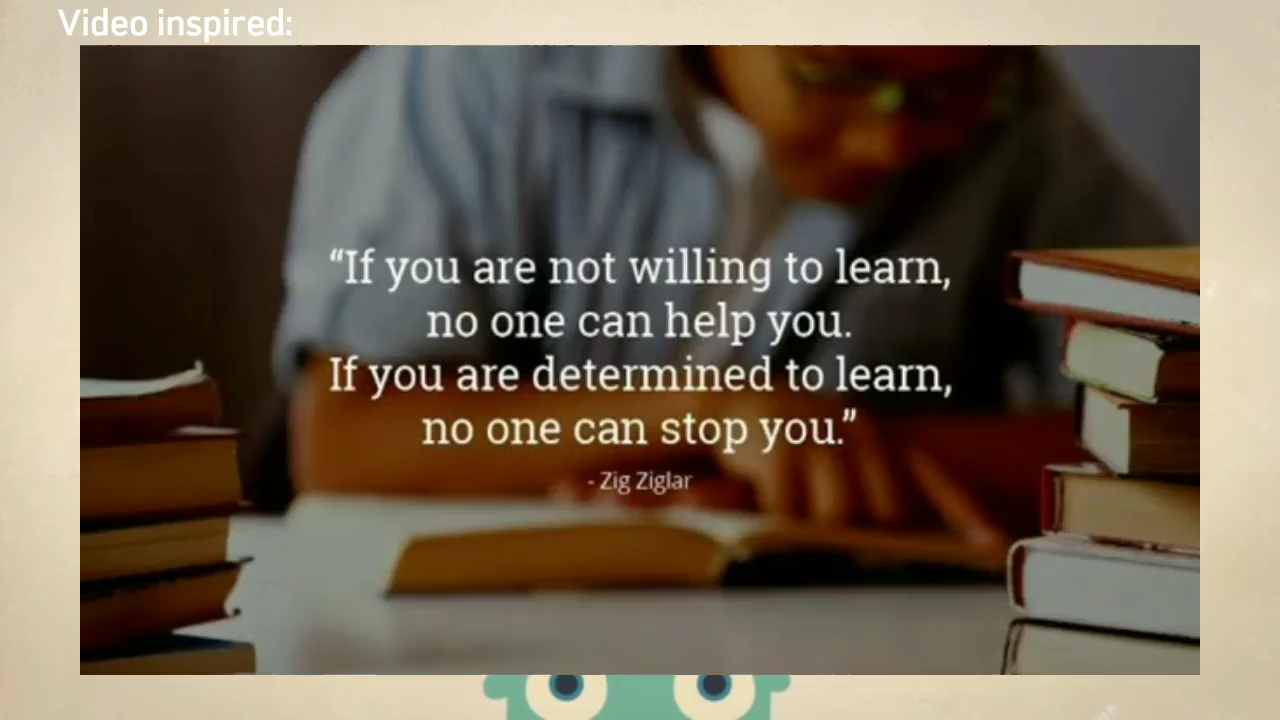 Video inspired:
“If you are not willing to learn,
no one can help you.
If you are determined to learn,
no one can stop you.”
- Zig Ziglar